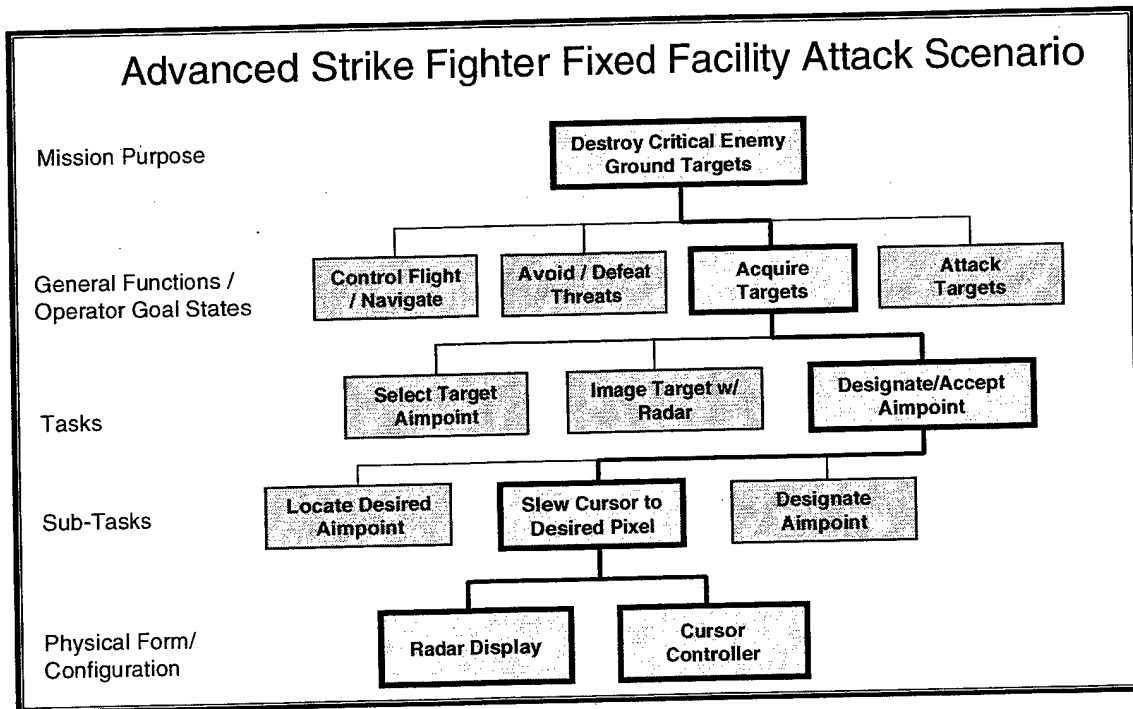 Advanced Strike Fighter Fixed Facility Attack Scenario
Mission Purpose
Destroy Critical Enemy
Ground Targets
General Functions /
Operator Goal States
Control Flight
/ Navigate
Avoid / Defeat
Threats
Acquire
Targets
Attack
Targets
Tasks
Select Target
Aimpoint
Image Target w/
Radar
Designate/Accept
Aimpoint
Sub-Tasks
Locate Desired
Aimpoint
Slew Cursor to
Desired Pixel
Designate
Aimpoint
Physical Form/
Configuration
Radar Display
Cursor
Controller